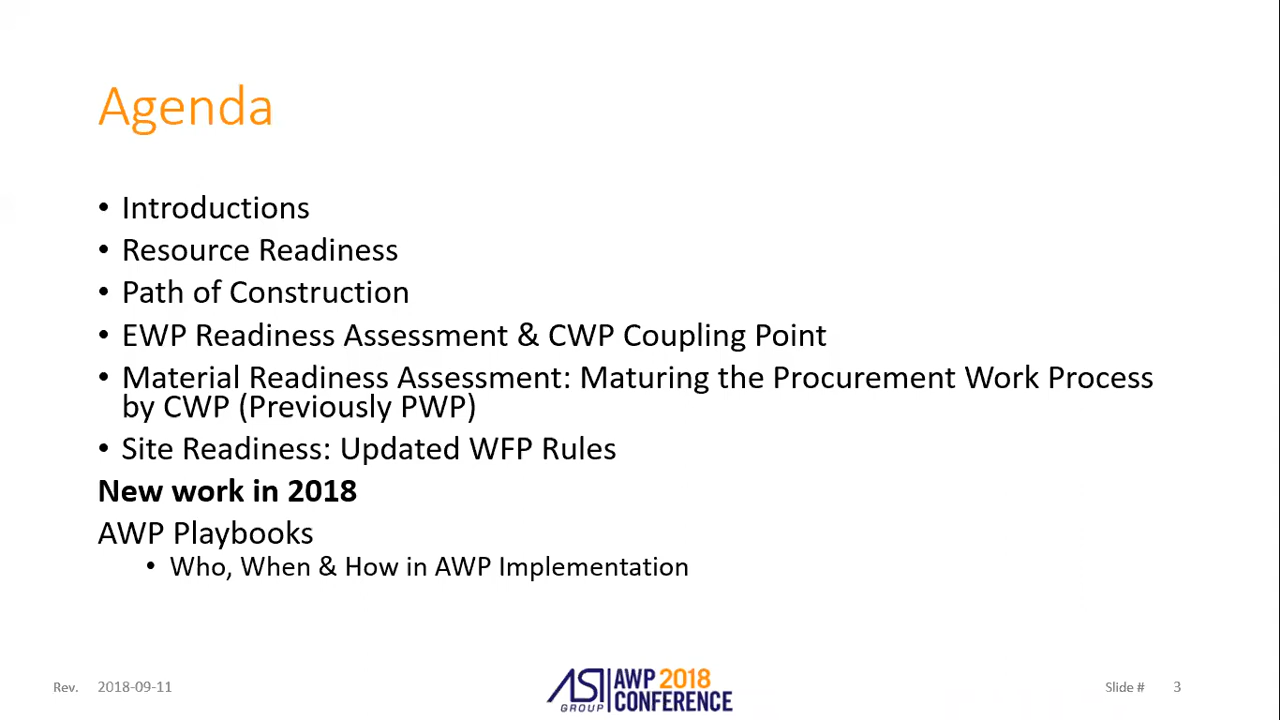 Agenda
• Introductions
• Resource Readiness
• Path of Construction
• EWP Readiness Assessment & CWP Coupling Point
• Material Readiness Assessment: Maturing the Procurement Work Process
by CWP (Previously PWP)
• Site Readiness: Updated WFP Rules
New work in 2018
AWP Playbooks
• Who, When & How in AWP Implementation
Rev. 2018-09-11
ASI GROUP
AWP 2018
CONFERENCE
Slide # 3